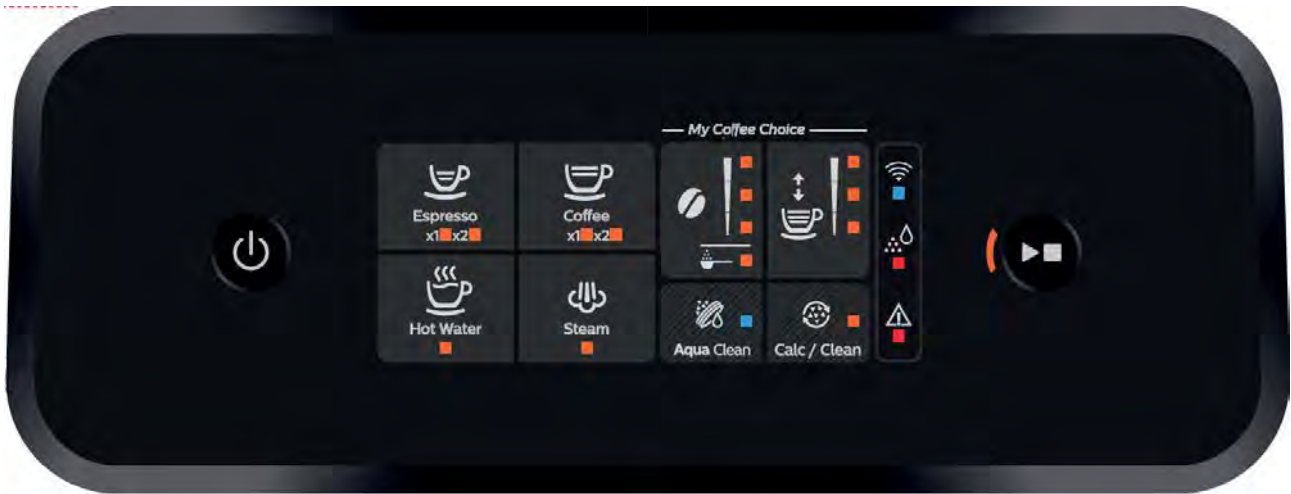 My Coffee Choice
Espresso
x1 x2
Coffee
x1 x2
Hot Water
Steam
Aqua Clean
Calc / Clean